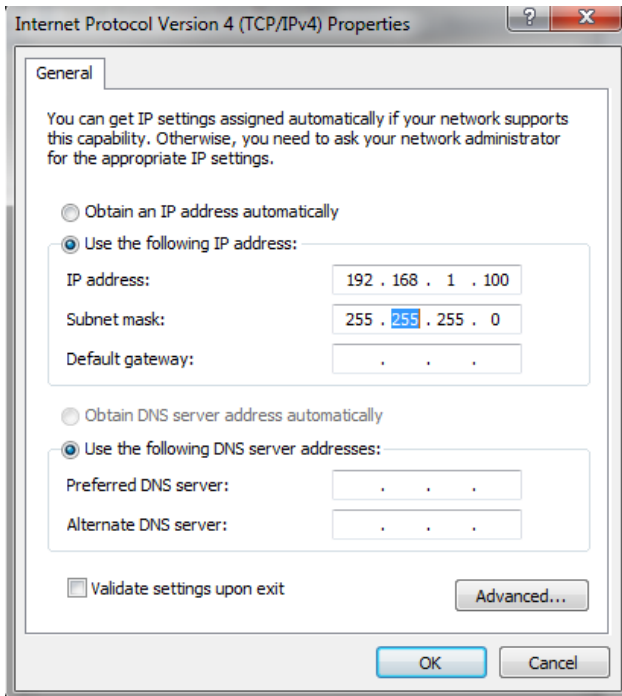 Internet Protocol Version 4 (TCP/IPv4) Properties
? X
General
You can get IP settings assigned automatically if your network supports
this capability. Otherwise, you need to ask your network administrator
for the appropriate IP settings.
Obtain an IP address automatically
Use the following IP address:
IP address: 192 . 168 . 1 . 100
Subnet mask: 255 . 255 . 255 . 0
Default gateway: . . .
Obtain DNS server address automatically
Use the following DNS server addresses:
Preferred DNS server: . . .
Alternate DNS server: . . .
Validate settings upon exit Advanced...
OK Cancel